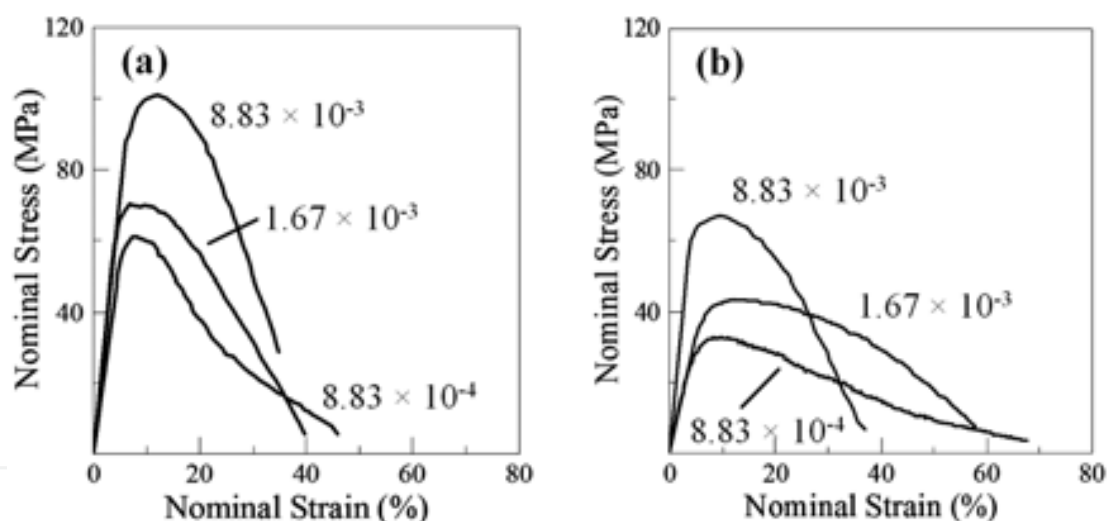 (a)
Nominal Stress (MPa)
120
80
40
0 20 40 60 80
Nominal Strain (%)
8.83 × 10⁻³
1.67 × 10⁻³
8.83 × 10⁻⁴
(b)
Nominal Stress (MPa)
120
80
40
0 20 40 60 80
Nominal Strain (%)
8.83 × 10⁻³
1.67 × 10⁻³
8.83 × 10⁻⁴